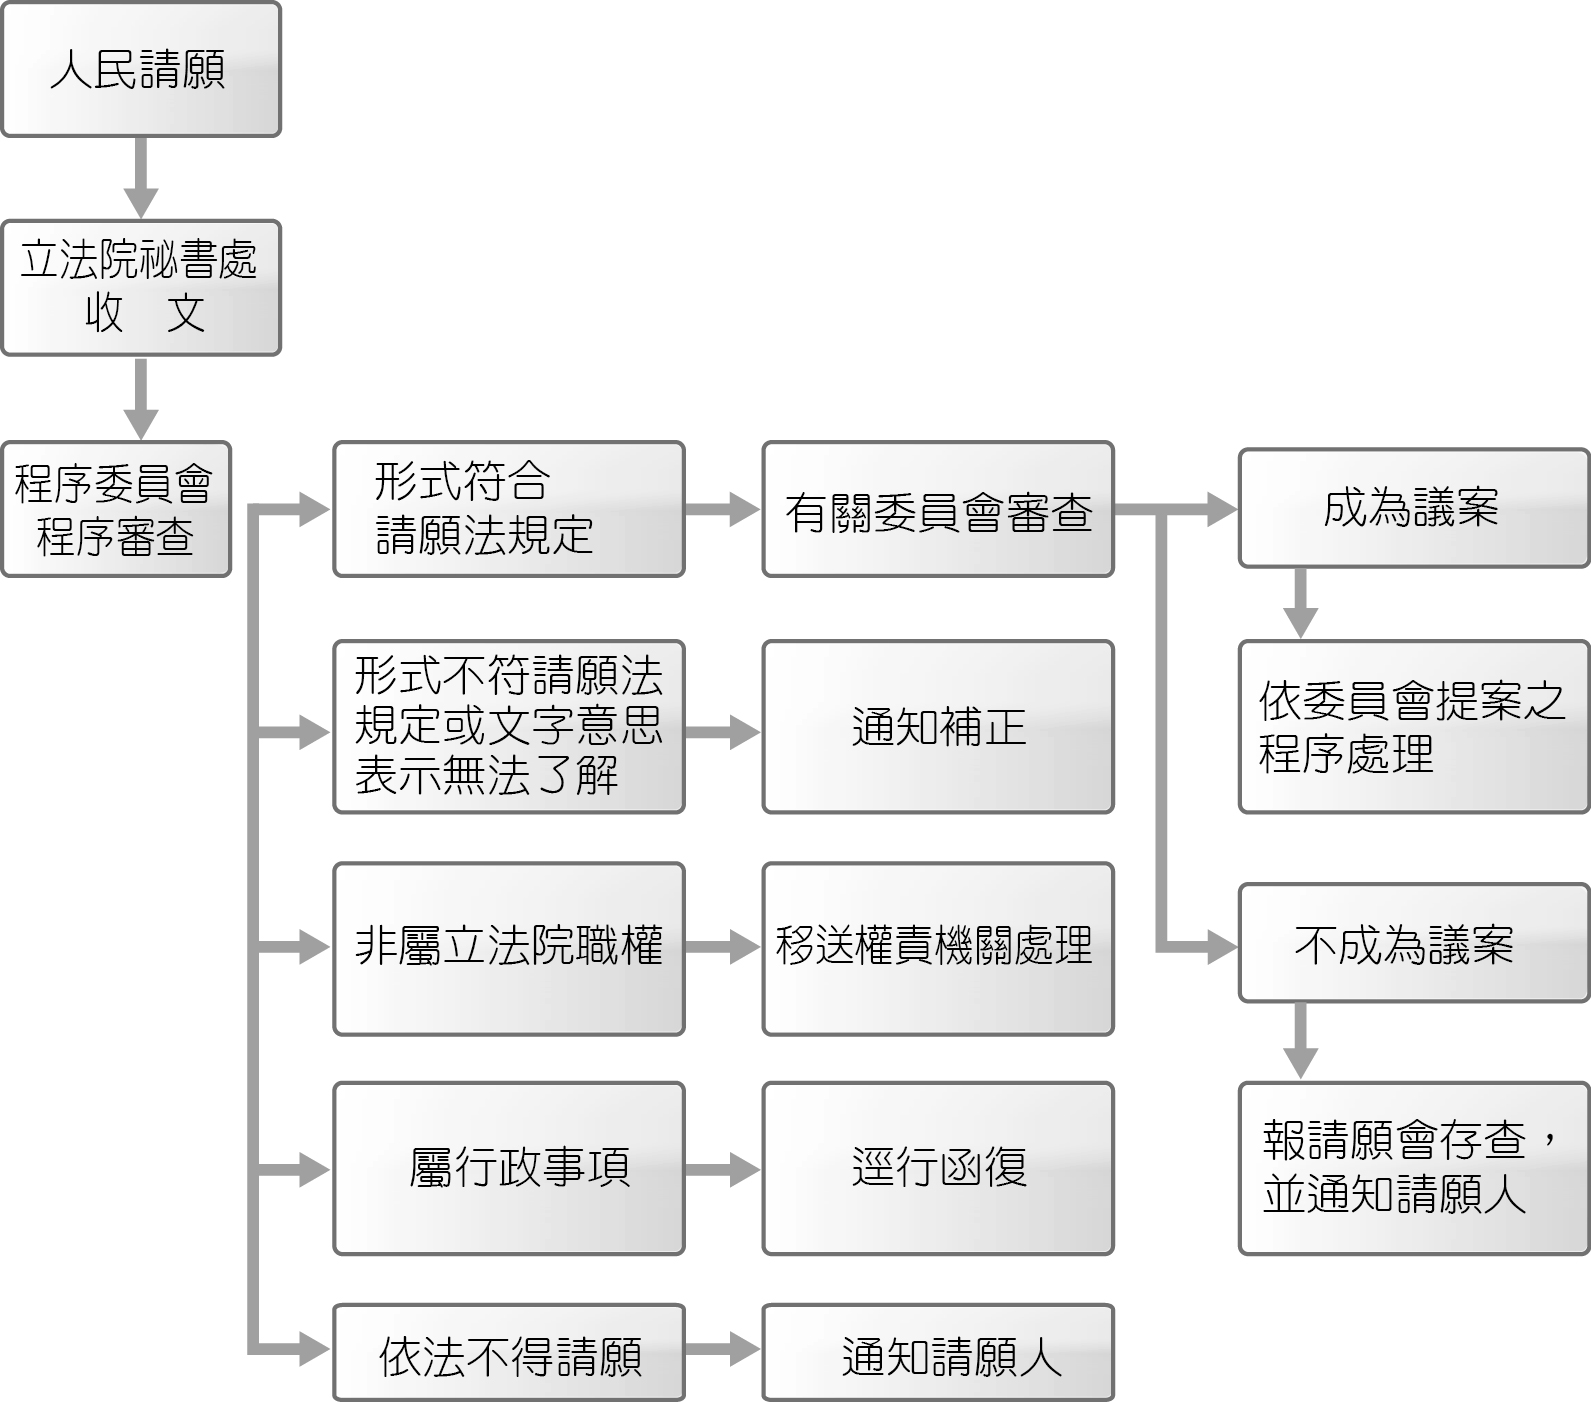 人民請願
立法院祕書處
收　文
程序委員會
程序審查
形式符合
請願法規定
有關委員會審查
成為議案
依委員會提案之
程序處理
形式不符請願法
規定或文字意思
表示無法了解
通知補正
非屬立法院職權
移送權責機關處理
不成為議案
報請願會存查，
並通知請願人
屬行政事項
逕行函復
依法不得請願
通知請願人